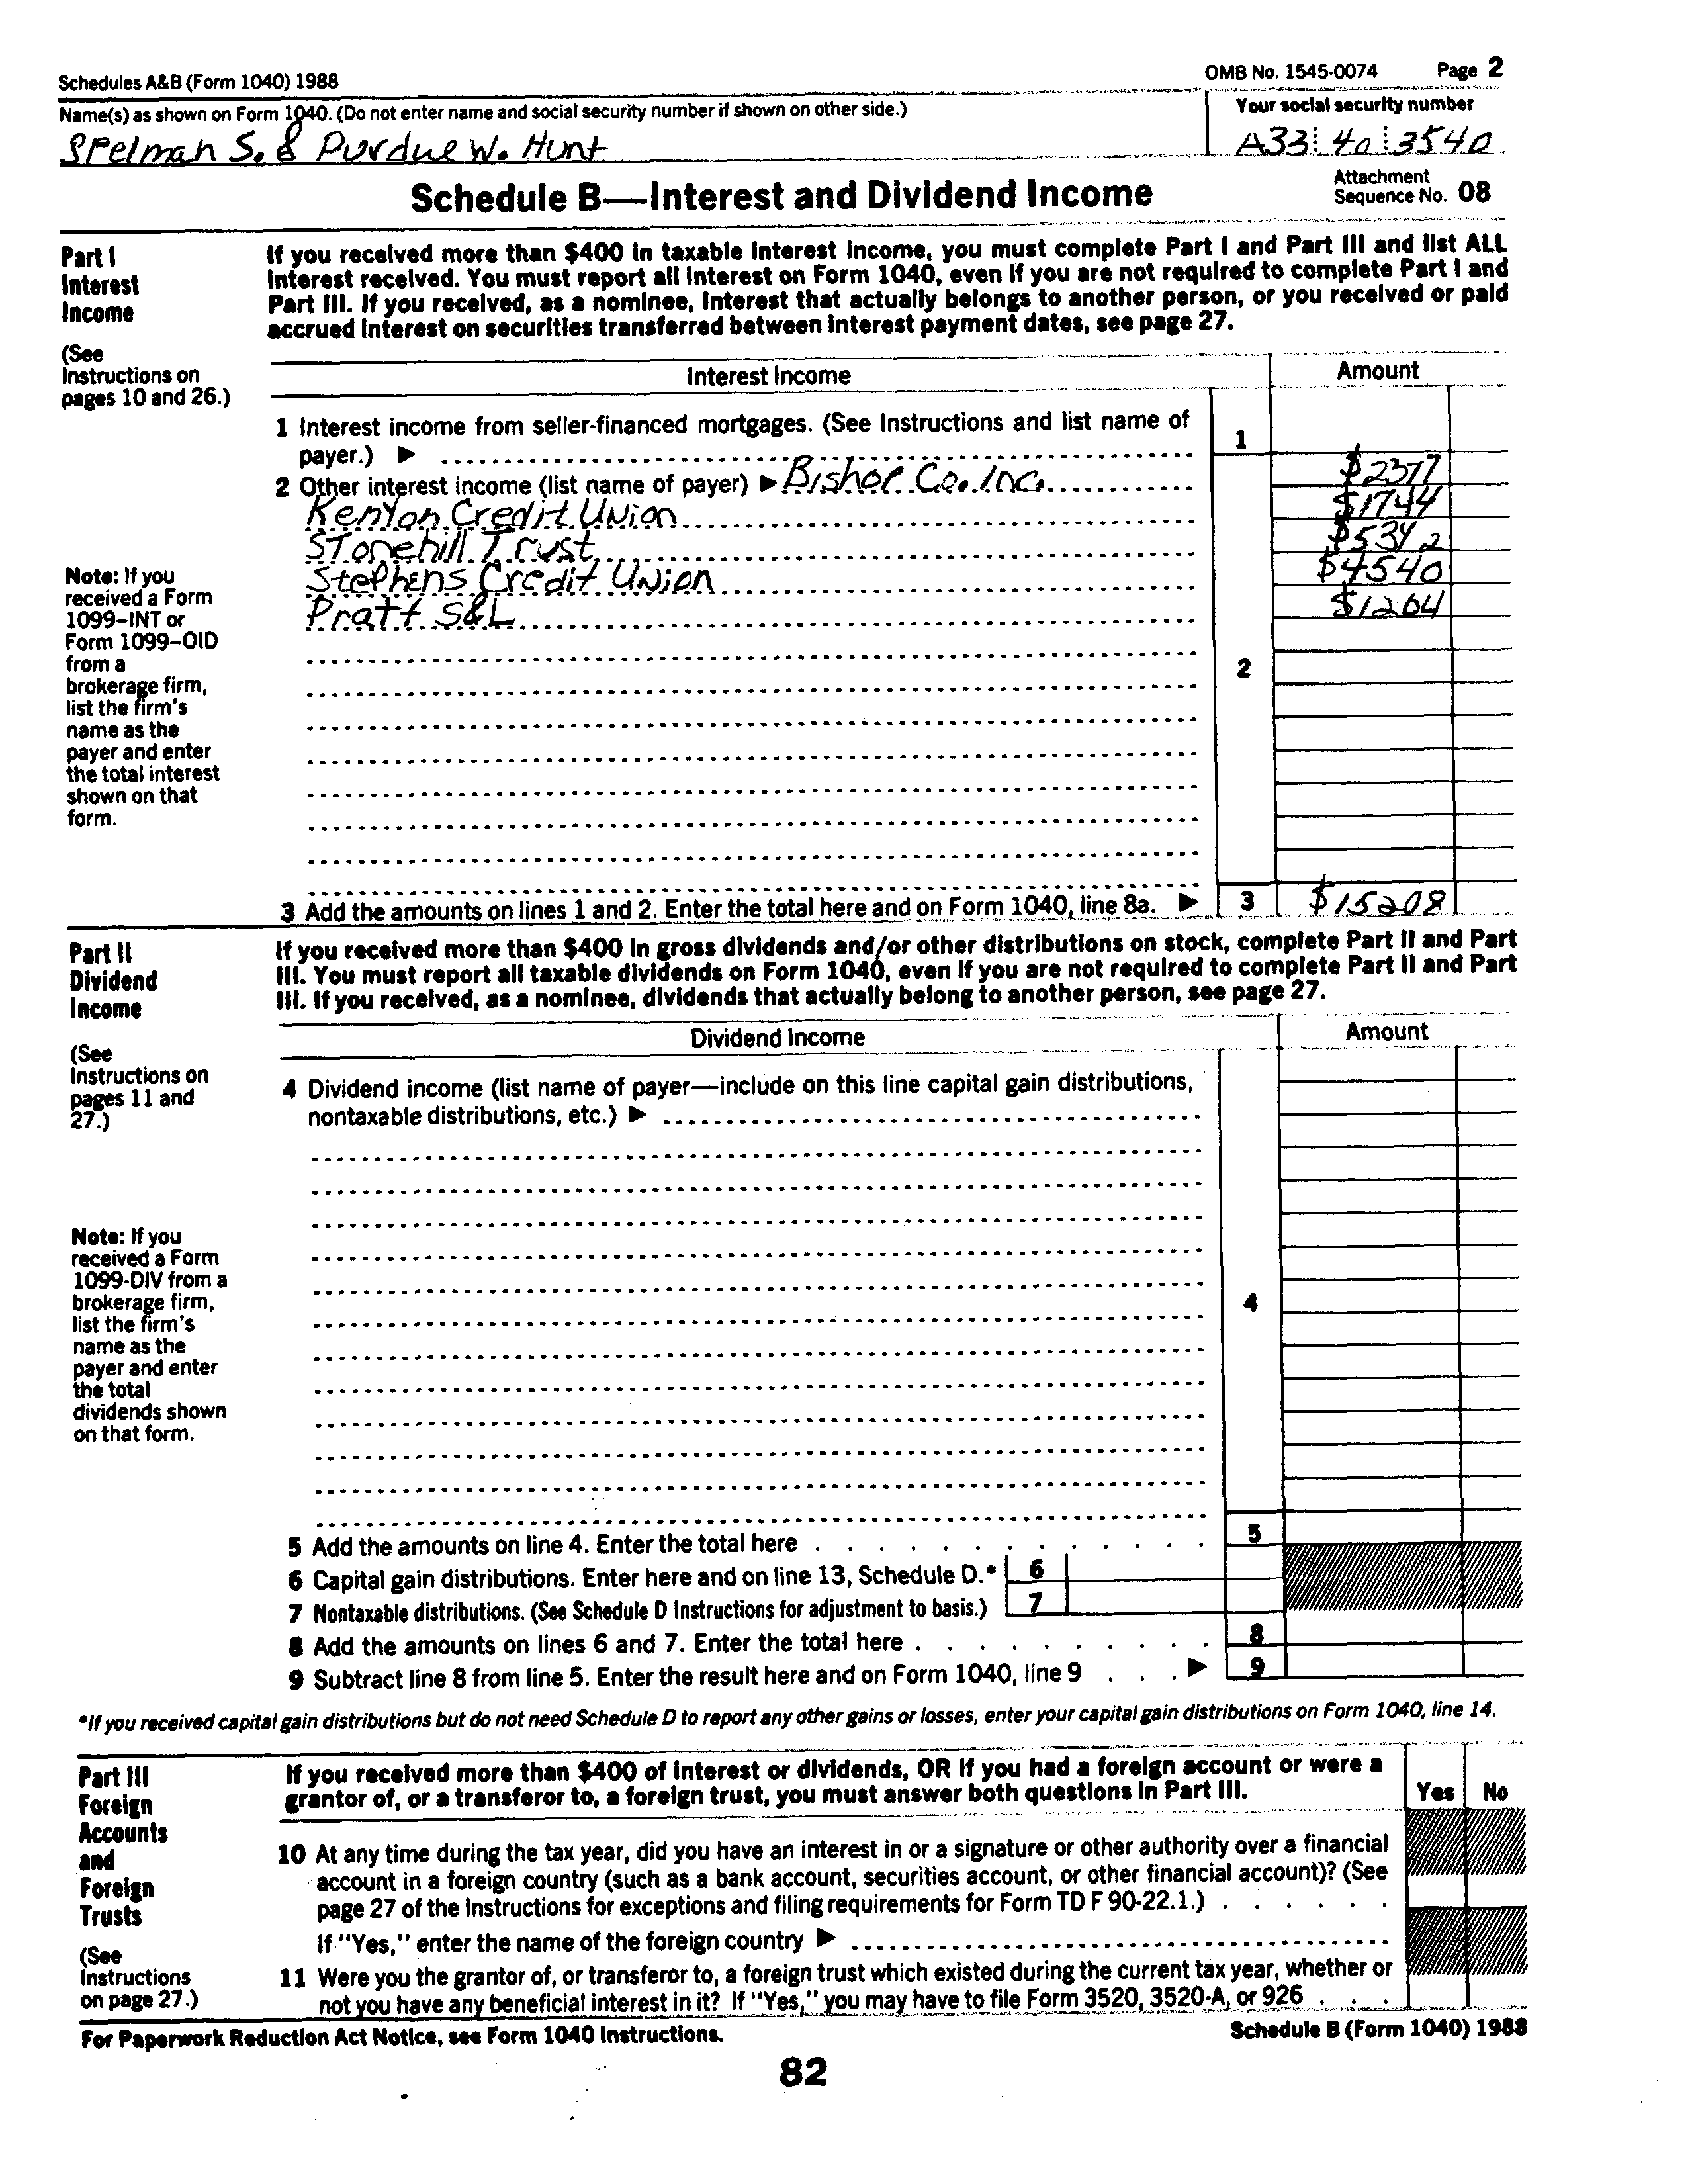 Schedules A&B (Form 1040) 1988 OMB No. 1545-0074 Page 2
Name(s) as shown on Form 1040. (Do not enter name and social security number if shown on other side.) Your social security number
Spelman S. & Purdue W. Hunt A33 40 3540
Schedule B—Interest and Dividend Income Attachment Sequence No. 08
Part I
Interest
Income
(See
Instructions on
pages 10 and 26.)
If you received more than $400 in taxable interest income, you must complete Part I and Part III and list ALL
interest received. You must report all interest on Form 1040, even if you are not required to complete Part I and
Part III. If you received, as a nominee, interest that actually belongs to another person, or you received or paid
accrued interest on securities transferred between interest payment dates, see page 27.
Interest Income Amount
1 Interest income from seller-financed mortgages. (See Instructions and list name of
payer.) ▶ 1
2 Other interest income (list name of payer) ▶ Bishop Co. Inc. $2377
Kenyon Credit Union $1744
Stonehill Trust $5342
Stephens Credit Union $4540
Pratt S&L $1204
2
Note: If you
received a Form
1099–INT or
Form 1099–OID
from a
brokerage firm,
list the firm's
name as the
payer and enter
the total interest
shown on that
form.
3 Add the amounts on lines 1 and 2. Enter the total here and on Form 1040, line 8a. ▶ 3 $15208
Part II
Dividend
Income
(See
Instructions on
pages 11 and
27.)
If you received more than $400 in gross dividends and/or other distributions on stock, complete Part II and Part
III. You must report all taxable dividends on Form 1040, even if you are not required to complete Part II and Part
III. If you received, as a nominee, dividends that actually belong to another person, see page 27.
Dividend Income Amount
4 Dividend income (list name of payer—include on this line capital gain distributions,
nontaxable distributions, etc.) ▶
4
Note: If you
received a Form
1099-DIV from a
brokerage firm,
list the firm's
name as the
payer and enter
the total
dividends shown
on that form.
5 Add the amounts on line 4. Enter the total here 5
6 Capital gain distributions. Enter here and on line 13, Schedule D.* 6
7 Nontaxable distributions. (See Schedule D Instructions for adjustment to basis.) 7
8 Add the amounts on lines 6 and 7. Enter the total here 8
9 Subtract line 8 from line 5. Enter the result here and on Form 1040, line 9 ▶ 9
*If you received capital gain distributions but do not need Schedule D to report any other gains or losses, enter your capital gain distributions on Form 1040, line 14.
Part III
Foreign
Accounts
and
Foreign
Trusts
(See
Instructions
on page 27.)
If you received more than $400 of interest or dividends, OR if you had a foreign account or were a
grantor of, or a transferor to, a foreign trust, you must answer both questions in Part III. Yes No
10 At any time during the tax year, did you have an interest in or a signature or other authority over a financial
account in a foreign country (such as a bank account, securities account, or other financial account)? (See
page 27 of the Instructions for exceptions and filing requirements for Form TD F 90-22.1.)
If "Yes," enter the name of the foreign country ▶
11 Were you the grantor of, or transferor to, a foreign trust which existed during the current tax year, whether or
not you have any beneficial interest in it? If "Yes," you may have to file Form 3520, 3520-A, or 926
For Paperwork Reduction Act Notice, see Form 1040 Instructions. Schedule B (Form 1040) 1988
82